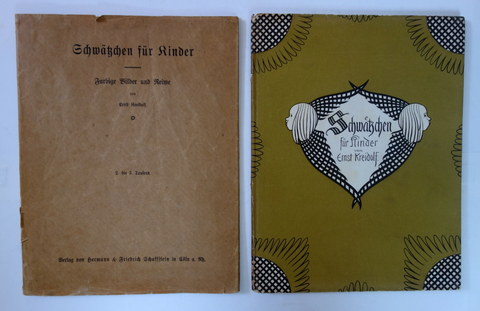 Schwätzchen für Kinder
Farbige Bilder und Reime
von
Ernst Kreidolf
Verlag von Hermann & Friedrich Schaffstein in Köln a. Rh.
Schwätzchen
für Kinder
von
Ernst Kreidolf